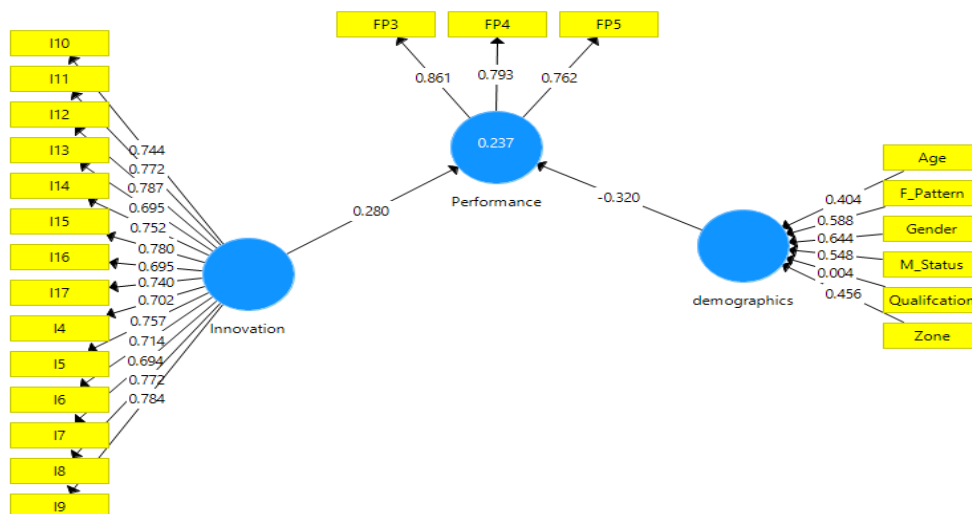 FP3 FP4 FP5
0.861 0.793 0.762
I10
I11
I12
I13
I14
I15
I16
I17
I4
I5
I6
I7
I8
I9
0.744
0.772
0.787
0.695
0.752
0.780
0.695
0.740
0.702
0.757
0.714
0.694
0.772
0.784
Innovation
0.280
0.237
Performance
-0.320
demographics
0.404
0.588
0.644
0.548
0.004
0.456
Age
F_Pattern
Gender
M_Status
Qualifcation
Zone